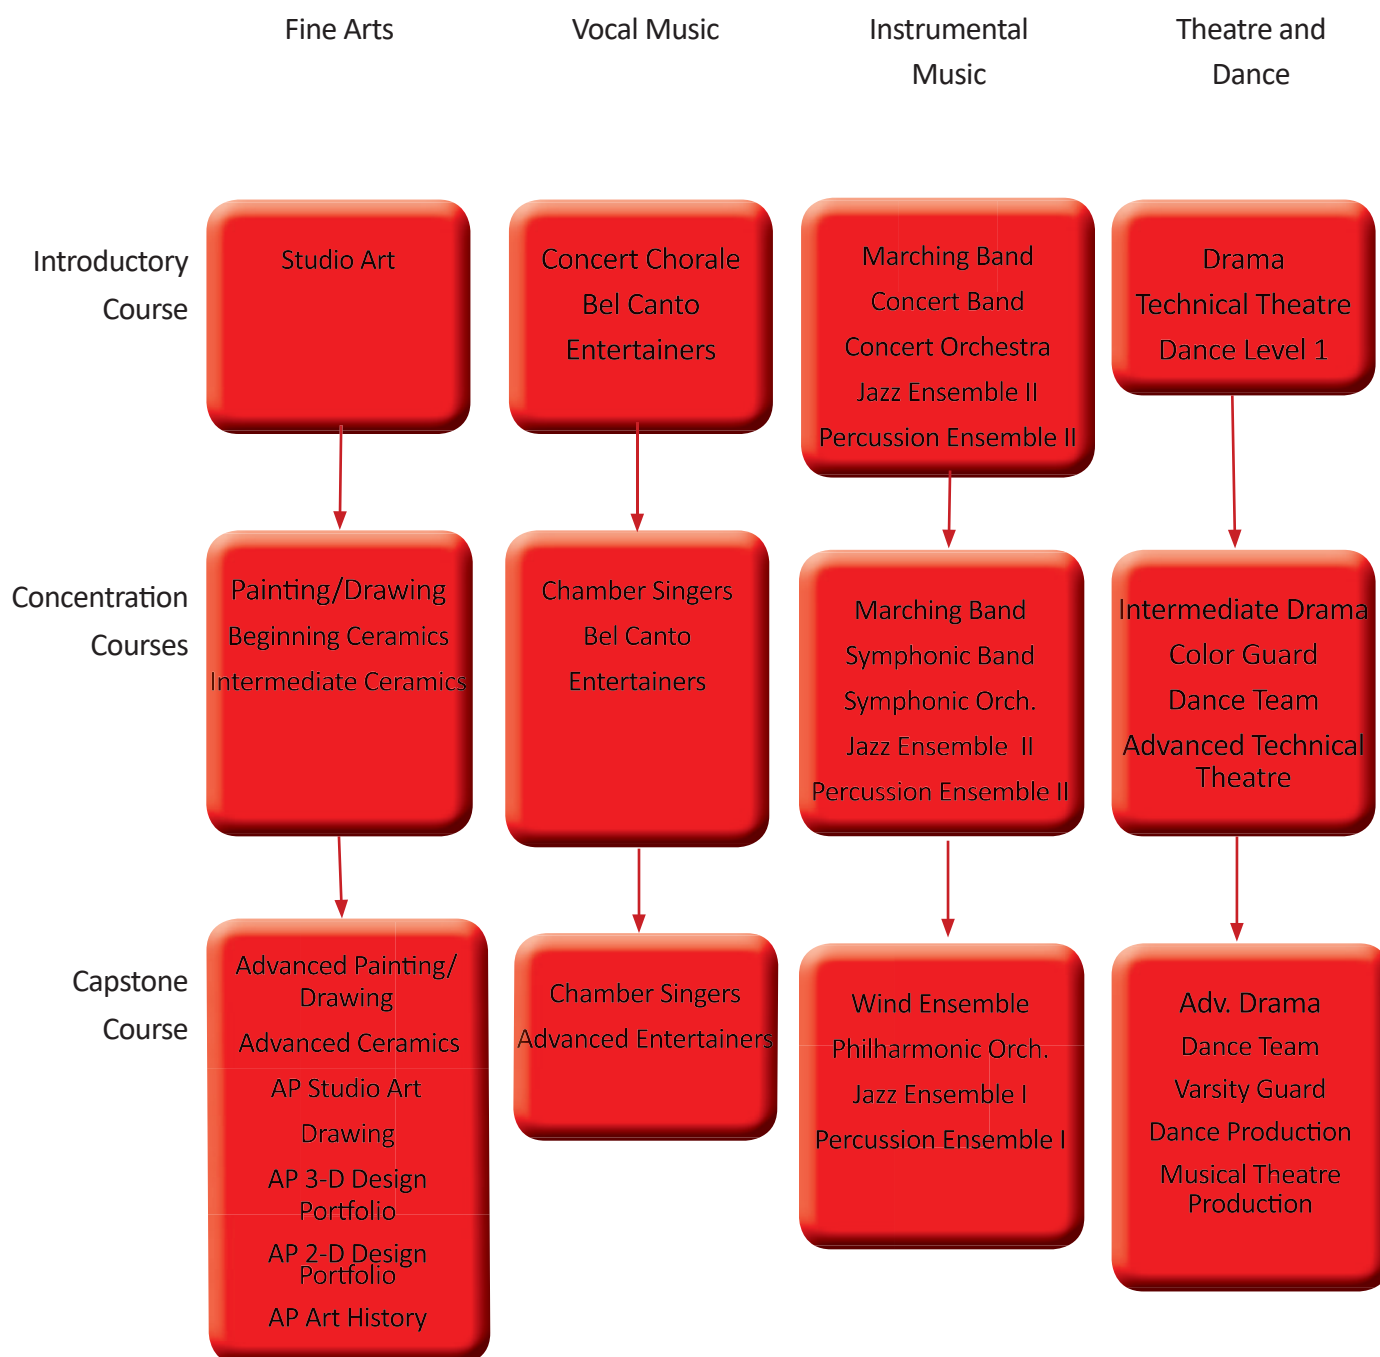 Fine Arts
Vocal Music
Instrumental
Music
Theatre and
Dance
Introductory
Course
Studio Art
Concert Chorale
Bel Canto
Entertainers
Marching Band
Concert Band
Concert Orchestra
Jazz Ensemble II
Percussion Ensemble II
Drama
Technical Theatre
Dance Level 1
Concentration
Courses
Painting/Drawing
Beginning Ceramics
Intermediate Ceramics
Chamber Singers
Bel Canto
Entertainers
Marching Band
Symphonic Band
Symphonic Orch.
Jazz Ensemble II
Percussion Ensemble II
Intermediate Drama
Color Guard
Dance Team
Advanced Technical
Theatre
Capstone
Course
Advanced Painting/
Drawing
Advanced Ceramics
AP Studio Art
Drawing
AP 3-D Design
Portfolio
AP 2-D Design
Portfolio
AP Art History
Chamber Singers
Advanced Entertainers
Wind Ensemble
Philharmonic Orch.
Jazz Ensemble I
Percussion Ensemble I
Adv. Drama
Dance Team
Varsity Guard
Dance Production
Musical Theatre
Production